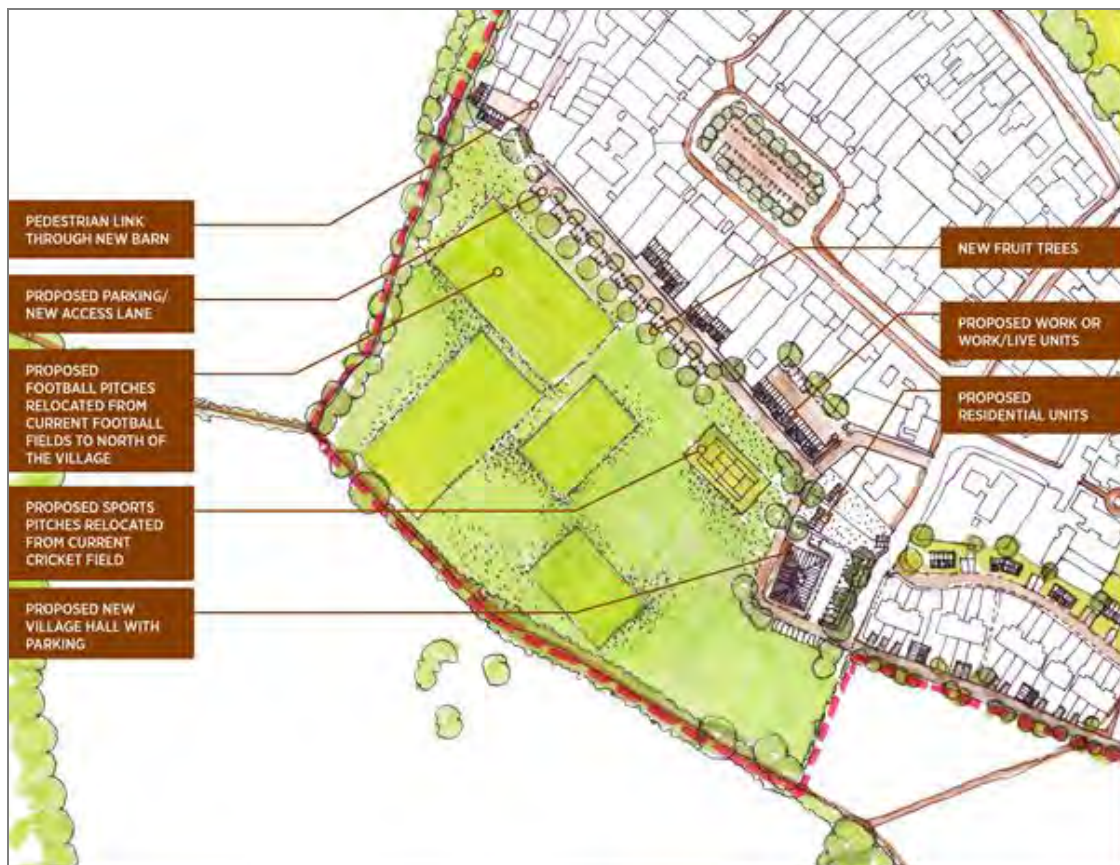 PEDESTRIAN LINK
THROUGH NEW BARN
PROPOSED PARKING/
NEW ACCESS LANE
PROPOSED
FOOTBALL PITCHES
RELOCATED FROM
CURRENT FOOTBALL
FIELDS TO NORTH OF
THE VILLAGE
PROPOSED SPORTS
PITCHES RELOCATED
FROM CURRENT
CRICKET FIELD
PROPOSED NEW
VILLAGE HALL WITH
PARKING
NEW FRUIT TREES
PROPOSED WORK OR
WORK/LIVE UNITS
PROPOSED
RESIDENTIAL UNITS